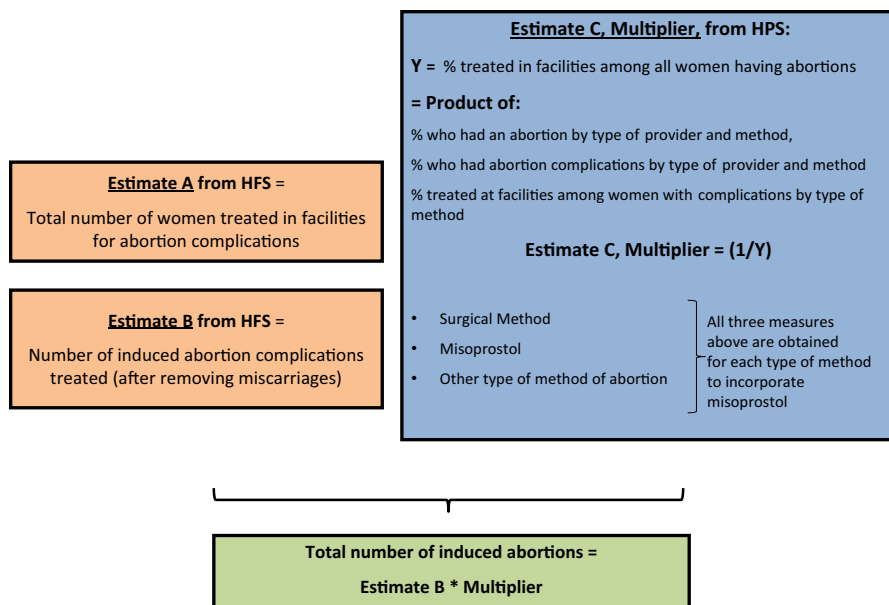 Estimate A from HFS =
Total number of women treated in facilities
for abortion complications
Estimate B from HFS =
Number of induced abortion complications
treated (after removing miscarriages)
Estimate C, Multiplier, from HPS:
Y = % treated in facilities among all women having abortions
= Product of:
% who had an abortion by type of provider and method,
% who had abortion complications by type of provider and method
% treated at facilities among women with complications by type of
method
Estimate C, Multiplier = (1/Y)
• Surgical Method
• Misoprostol
• Other type of method of abortion
All three measures
above are obtained
for each type of method
to incorporate
misoprostol
Total number of induced abortions =
Estimate B * Multiplier